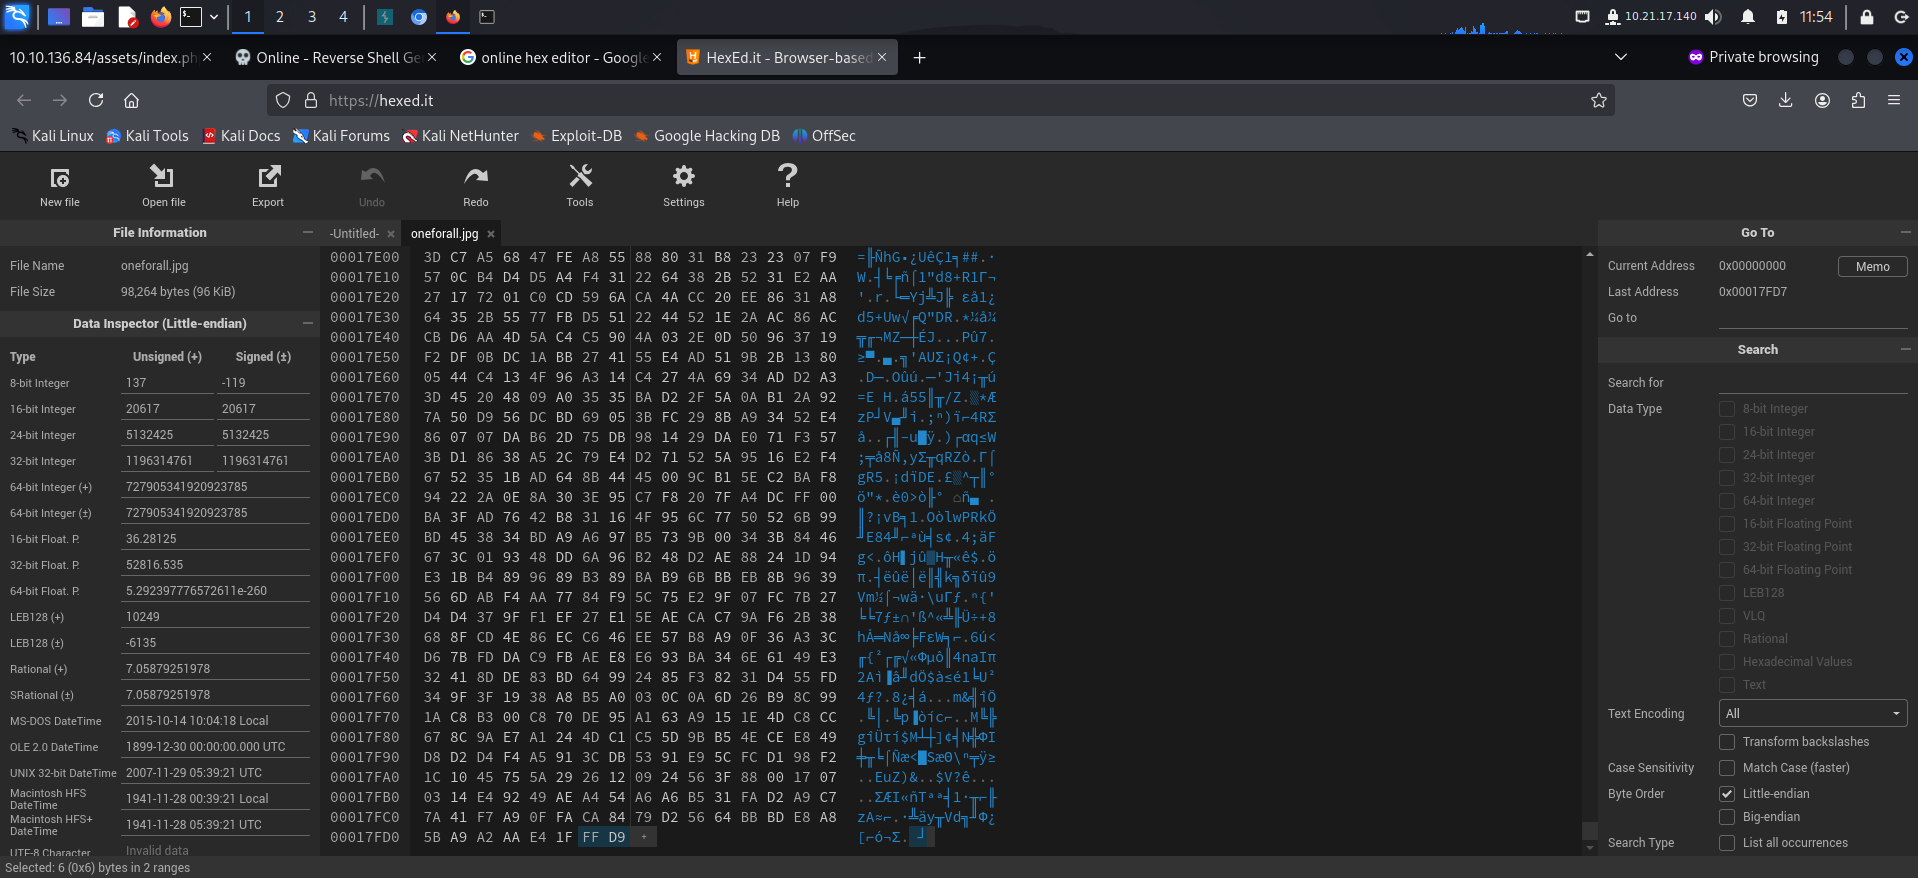 1 2 3 4 10.21.17.140 11:54
10.10.136.84/assets/index.ph Online - Reverse Shell Ge online hex editor - Google HexEd.it - Browser-based Private browsing
https://hexed.it
Kali Linux Kali Tools Kali Docs Kali Forums Kali NetHunter Exploit-DB Google Hacking DB OffSec
New file Open file Export Undo Redo Tools Settings Help
File Information
File Name oneforall.jpg
File Size 98,264 bytes (96 KiB)
Data Inspector (Little-endian)
Type Unsigned (+) Signed (±)
8-bit Integer 137 -119
16-bit Integer 20617 20617
24-bit Integer 5132425 5132425
32-bit Integer 1196314761 1196314761
64-bit Integer (+) 727905341920923785
64-bit Integer (±) 727905341920923785
16-bit Float. P. 36.28125
32-bit Float. P. 52816.535
64-bit Float. P. 5.292397776572611e-260
LEB128 (+) 10249
LEB128 (±) -6135
Rational (+) 7.05879251978
SRational (±) 7.05879251978
MS-DOS DateTime 2015-10-14 10:04:18 Local
OLE 2.0 DateTime 1899-12-30 00:00:00.000 UTC
UNIX 32-bit DateTime 2007-11-29 05:39:21 UTC
Macintosh HFS DateTime 1941-11-28 00:39:21 Local
Macintosh HFS+ DateTime 1941-11-28 05:39:21 UTC
UTF-8 Character Invalid data
-Untitled- oneforall.jpg
00017E00 3D C7 A5 68 47 FE A8 55 88 80 31 B8 23 23 07 F9
00017E10 57 0C B4 D4 D5 A4 F4 31 22 64 38 2B 52 31 E2 AA
00017E20 27 17 72 01 C0 CD 59 6A CA 4A CC 20 EE 86 31 A8
00017E30 64 35 2B 55 77 FB D5 51 22 44 52 1E 2A AC 86 AC
00017E40 CB D6 AA 4D 5A C4 C5 90 4A 03 2E 0D 50 96 37 19
00017E50 F2 DF 0B DC 1A BB 27 41 55 E4 AD 51 9B 2B 13 80
00017E60 05 44 C4 13 4F 96 A3 14 C4 27 4A 69 34 AD D2 A3
00017E70 3D 45 20 48 09 A0 35 35 BA D2 2F 5A 0A B1 2A 92
00017E80 7A 50 D9 56 DC BD 69 05 3B FC 29 8B A9 34 52 E4
00017E90 86 07 07 DA B6 2D 75 DB 98 14 29 DA E0 71 F3 57
00017EA0 3B D1 86 38 A5 2C 79 E4 D2 71 52 5A 95 16 E2 F4
00017EB0 67 52 35 1B AD 64 8B 44 45 00 9C B1 5E C2 BA F8
00017EC0 94 22 2A 0E 8A 30 3E 95 C7 F8 20 7F A4 DC FF 00
00017ED0 BA 3F AD 76 42 B8 31 16 4F 95 6C 77 50 52 6B 99
00017EE0 BD 45 38 34 BD A9 A6 97 B5 73 9B 00 34 3B 84 46
00017EF0 67 3C 01 93 48 DD 6A 96 B2 48 D2 AE 88 24 1D 94
00017F00 E3 1B B4 89 96 89 B3 89 BA B9 6B BB EB 8B 96 39
00017F10 56 6D AB F4 AA 77 84 F9 5C 75 E2 9F 07 FC 7B 27
00017F20 D4 D4 37 9F F1 EF 27 E1 5E AE CA C7 9A F6 2B 38
00017F30 68 8F CD 4E 86 EC C6 46 EE 57 B8 A9 0F 36 A3 3C
00017F40 D6 7B FD DA C9 FB AE E8 E6 93 BA 34 6E 61 49 E3
00017F50 32 41 8D DE 83 BD 64 99 24 85 F3 82 31 D4 55 FD
00017F60 34 9F 3F 19 38 A8 B5 A0 03 0C 0A 6D 26 B9 8C 99
00017F70 1A C8 B3 00 C8 70 DE 95 A1 63 A9 15 1E 4D C8 CC
00017F80 67 8C 9A E7 A1 24 4D C1 C5 5D 9B B5 4E CE E8 49
00017F90 D8 D2 D4 F4 A5 91 3C DB 53 91 E9 5C FC D1 98 F2
00017FA0 1C 10 45 75 5A 29 26 12 09 24 56 3F 88 00 17 07
00017FB0 03 14 E4 92 49 AE A4 54 A6 A6 B5 31 FA D2 A9 C7
00017FC0 7A 41 F7 A9 0F FA CA 84 79 D2 56 64 BB BD E8 A8
00017FD0 5B A9 A2 AA E4 1F FF D9 +
Go To
Current Address 0x00000000 Memo
Last Address 0x00017FD7
Go to
Search
Search for
Data Type 8-bit Integer
16-bit Integer
24-bit Integer
32-bit Integer
64-bit Integer
16-bit Floating Point
32-bit Floating Point
64-bit Floating Point
LEB128
VLQ
Rational
Hexadecimal Values
Text
Text Encoding All
Transform backslashes
Case Sensitivity Match Case (faster)
Byte Order Little-endian
Big-endian
Search Type List all occurrences
Selected: 6 (0x6) bytes in 2 ranges